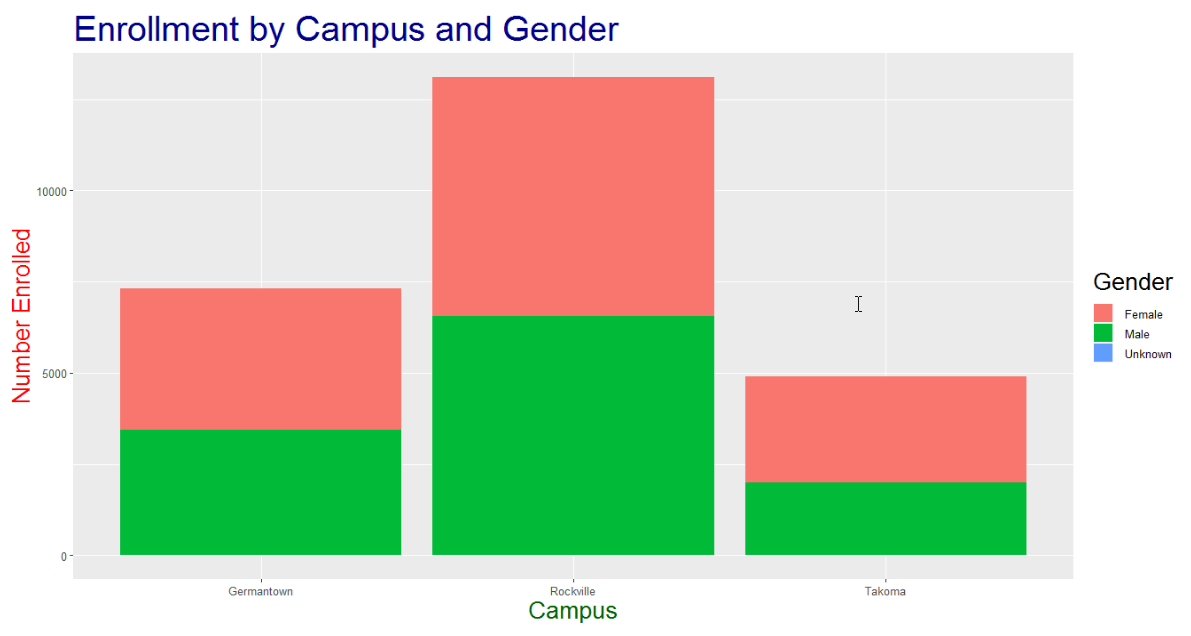 Enrollment by Campus and Gender
Number Enrolled
10000
5000
0
Germantown
Rockville
Takoma
Campus
Gender
Female
Male
Unknown